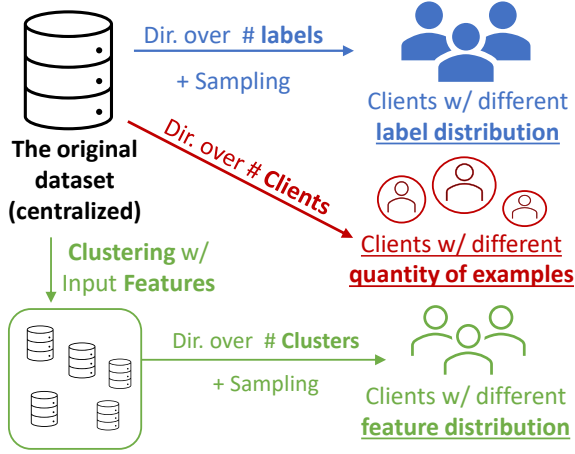 Dir. over # labels
+ Sampling
Clients w/ different
label distribution
The original
dataset
(centralized)
Dir. over # Clients
Clients w/ different
quantity of examples
Clustering w/
Input Features
Dir. over # Clusters
+ Sampling
Clients w/ different
feature distribution